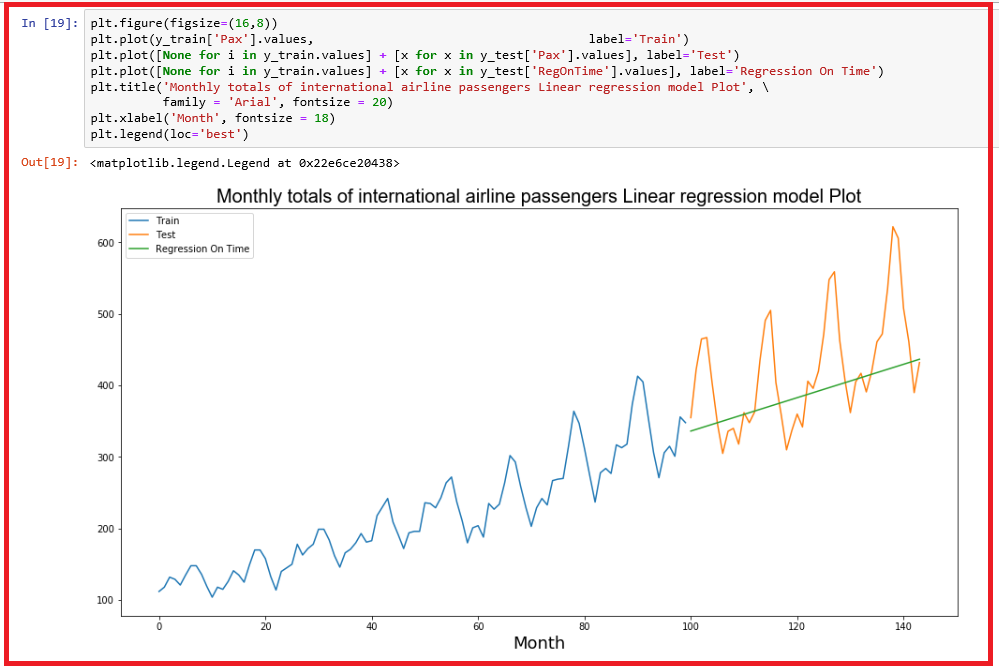 In [19]: plt.figure(figsize=(16,8))
plt.plot(y_train['Pax'].values,                                      label='Train')
plt.plot([None for i in y_train.values] + [x for x in y_test['Pax'].values], label='Test')
plt.plot([None for i in y_train.values] + [x for x in y_test['RegOnTime'].values], label='Regression On Time')
plt.title('Monthly totals of international airline passengers Linear regression model Plot', \
          family = 'Arial', fontsize = 20)
plt.xlabel('Month', fontsize = 18)
plt.legend(loc='best')
Out[19]: <matplotlib.legend.Legend at 0x22e6ce20438>
Monthly totals of international airline passengers Linear regression model Plot
Train
Test
Regression On Time
600
500
400
300
200
100
0 20 40 60 80 100 120 140
Month